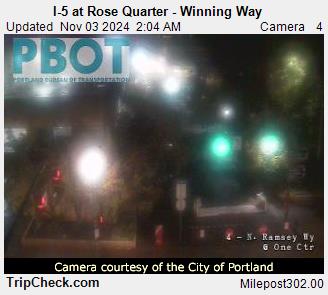 I-5 at Rose Quarter - Winning Way
Updated Nov 03 2024 2:04 AM Camera 4
PBOT
PORTLAND BUREAU OF TRANSPORTATION
4 - N. Ramsey Wy
@ One Ctr
Camera courtesy of the City of Portland
TripCheck.com Milepost302.00